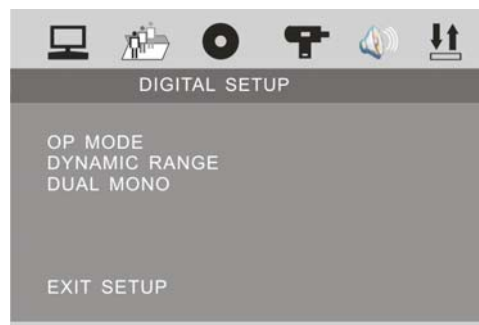 DIGITAL SETUP
OP MODE
DYNAMIC RANGE
DUAL MONO
EXIT SETUP